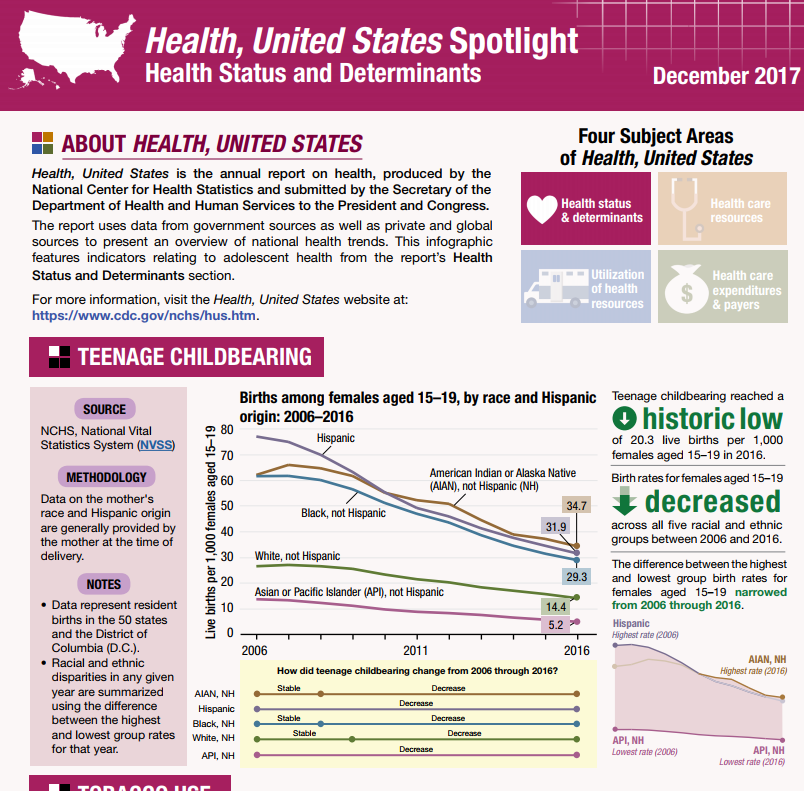 Health, United States Spotlight
Health Status and Determinants
December 2017
ABOUT HEALTH, UNITED STATES
Health, United States is the annual report on health, produced by the
National Center for Health Statistics and submitted by the Secretary of the
Department of Health and Human Services to the President and Congress.
The report uses data from government sources as well as private and global
sources to present an overview of national health trends. This infographic
features indicators relating to adolescent health from the report's Health
Status and Determinants section.
For more information, visit the Health, United States website at:
https://www.cdc.gov/nchs/hus.htm.
Four Subject Areas
of Health, United States
Health status
& determinants
Health care
resources
Utilization
of health
resources
$
Health care
expenditures
& payers
TEENAGE CHILDBEARING
SOURCE
NCHS, National Vital
Statistics System (NVSS)
METHODOLOGY
Data on the mother's
race and Hispanic origin
are generally provided by
the mother at the time of
delivery.
NOTES
• Data represent resident
births in the 50 states
and the District of
Columbia (D.C.).
• Racial and ethnic
disparities in any given
year are summarized
using the difference
between the highest
and lowest group rates
for that year.
Births among females aged 15–19, by race and Hispanic
origin: 2006–2016
Live births per 1,000 females aged 15–19
80
70
60
50
40
30
20
10
0
2006
2011
2016
Hispanic
American Indian or Alaska Native
(AIAN), not Hispanic (NH)
Black, not Hispanic
White, not Hispanic
Asian or Pacific Islander (API), not Hispanic
34.7
31.9
29.3
14.4
5.2
How did teenage childbearing change from 2006 through 2016?
AIAN, NH
Stable
Decrease
Hispanic
Decrease
Black, NH
Stable
Decrease
White, NH
Stable
Decrease
API, NH
Decrease
Teenage childbearing reached a
historic low
of 20.3 live births per 1,000
females aged 15–19 in 2016.
Birth rates for females aged 15–19
decreased
across all five racial and ethnic
groups between 2006 and 2016.
The difference between the highest
and lowest group birth rates for
females aged 15–19 narrowed
from 2006 through 2016.
Hispanic
Highest rate (2006)
AIAN, NH
Highest rate (2016)
API, NH
Lowest rate (2006)
API, NH
Lowest rate (2016)
TOBACCO USE